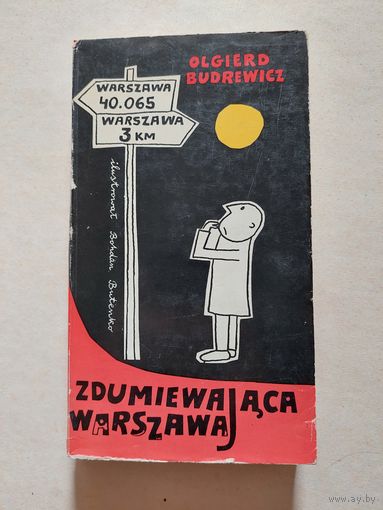 OLGIERD
BUDREWICZ
WARSZAWA
40.065
WARSZAWA
3 KM
ilustrował Bohdan Butenko
ZDUMIEWAJĄCA
WARSZAWA
www.ay.by